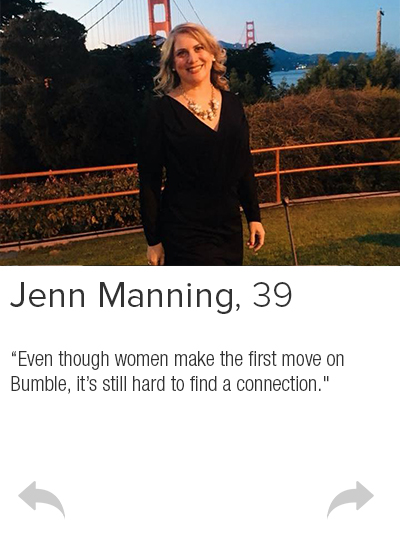 Jenn Manning, 39
“Even though women make the first move on
Bumble, it’s still hard to find a connection."